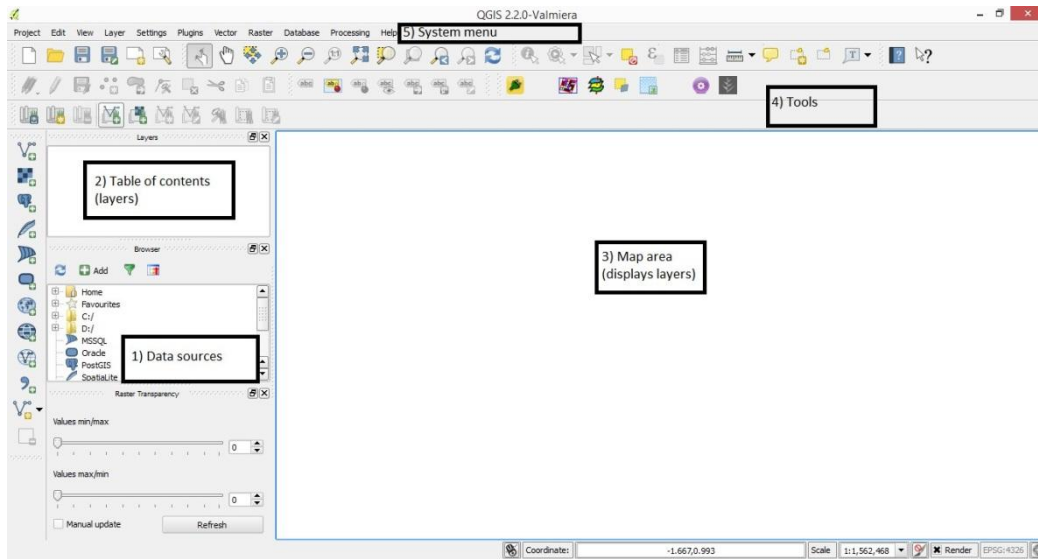 QGIS 2.2.0-Valmiera
Project Edit View Layer Settings Plugins Vector Raster Database Processing Help
5) System menu
4) Tools
Layers
2) Table of contents
(layers)
Browser
Add
Home
Favourites
C:/
D:/
MSSQL
Oracle
PostGIS
SpatiaLite
1) Data sources
3) Map area
(displays layers)
Raster Transparency
Values min/max
0
Values max/min
0
Manual update Refresh
Coordinate: -1.667,0.993 Scale 1:1,562,468 Render EPSG:4326